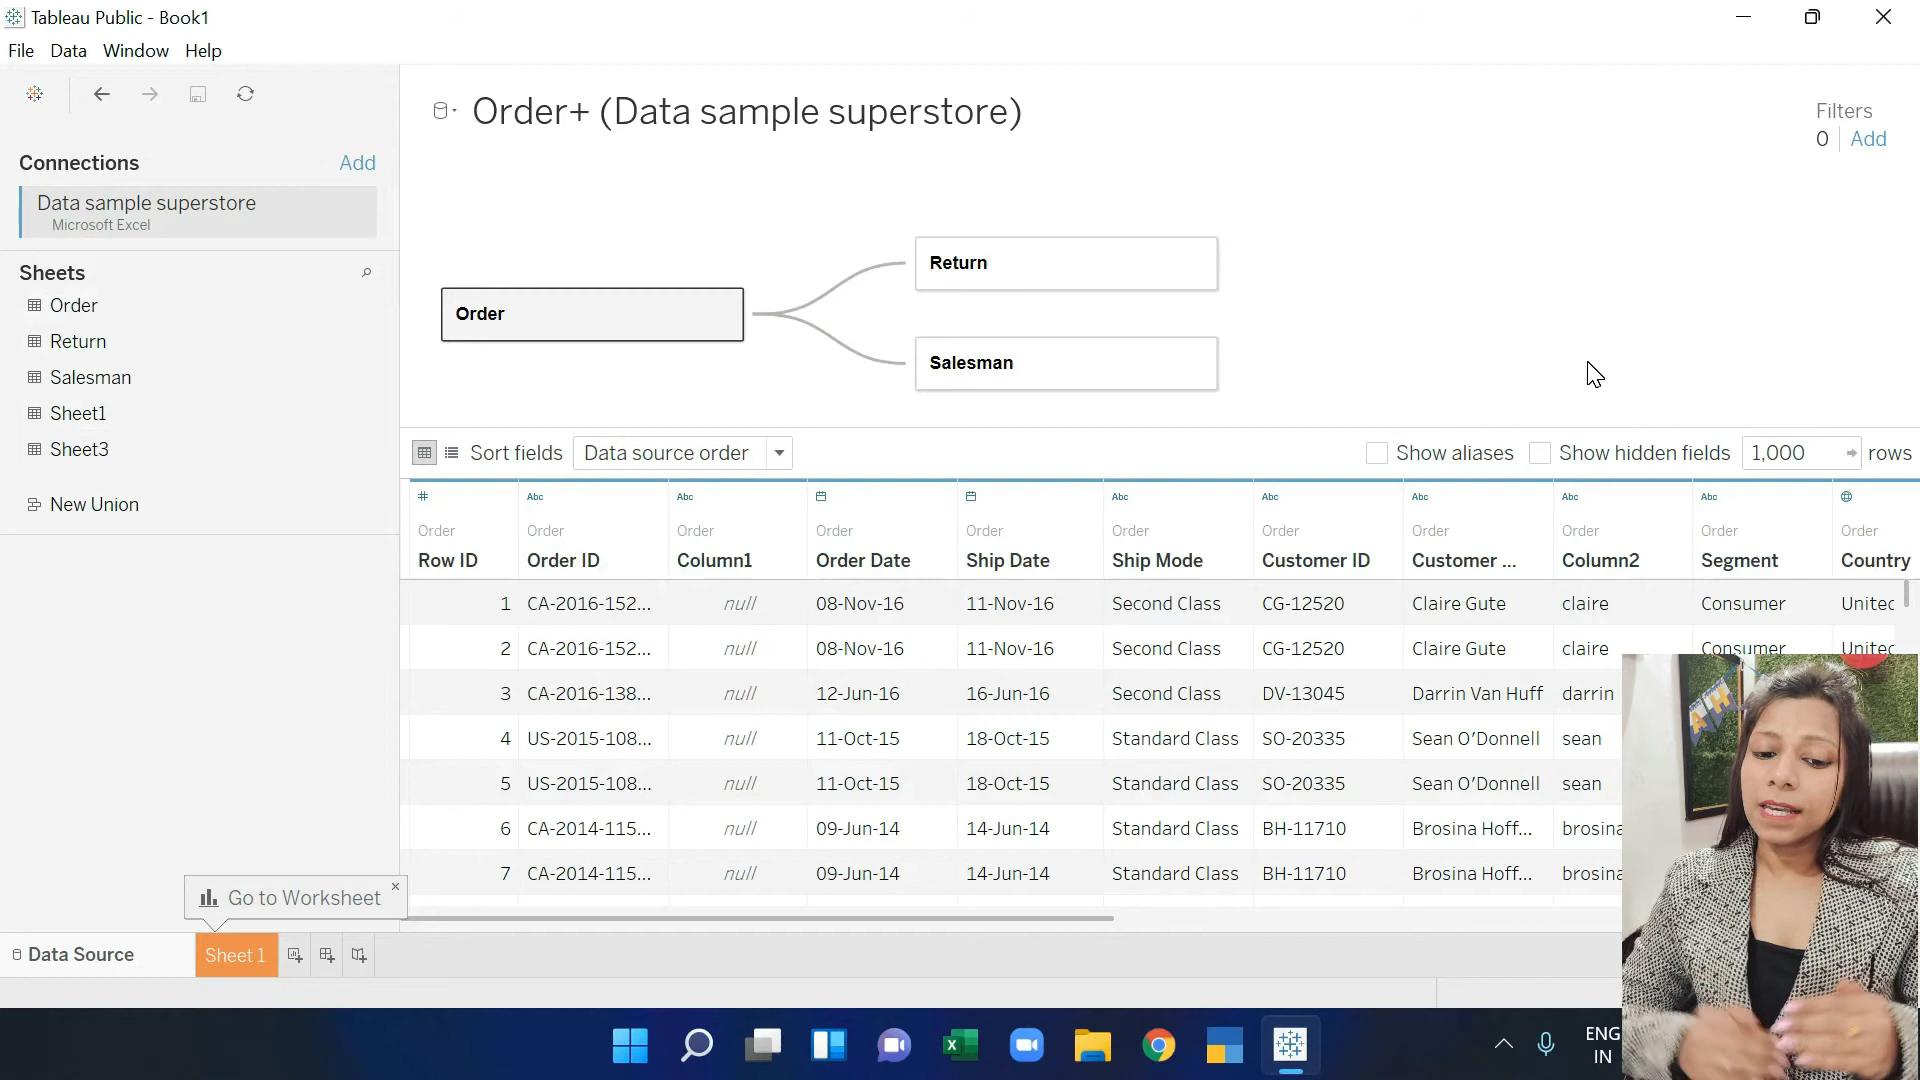 Tableau Public - Book1
File Data Window Help
Connections Add
Data sample superstore
Microsoft Excel
Sheets
Order
Return
Salesman
Sheet1
Sheet3
New Union
Order+ (Data sample superstore)
Filters
0 Add
Order
Return
Salesman
Sort fields Data source order Show aliases Show hidden fields 1,000 rows
# Abc Abc Abc Abc Abc Abc Abc
Order Order Order Order Order Order Order Order Order Order Order
Row ID Order ID Column1 Order Date Ship Date Ship Mode Customer ID Customer ... Column2 Segment Country
1 CA-2016-152... null 08-Nov-16 11-Nov-16 Second Class CG-12520 Claire Gute claire Consumer Unitec
2 CA-2016-152... null 08-Nov-16 11-Nov-16 Second Class CG-12520 Claire Gute claire Consumer Unitec
3 CA-2016-138... null 12-Jun-16 16-Jun-16 Second Class DV-13045 Darrin Van Huff darrin
4 US-2015-108... null 11-Oct-15 18-Oct-15 Standard Class SO-20335 Sean O'Donnell sean
5 US-2015-108... null 11-Oct-15 18-Oct-15 Standard Class SO-20335 Sean O'Donnell sean
6 CA-2014-115... null 09-Jun-14 14-Jun-14 Standard Class BH-11710 Brosina Hoff... brosina
7 CA-2014-115... null 09-Jun-14 14-Jun-14 Standard Class BH-11710 Brosina Hoff... brosina
Go to Worksheet
Data Source Sheet 1
ENG
IN